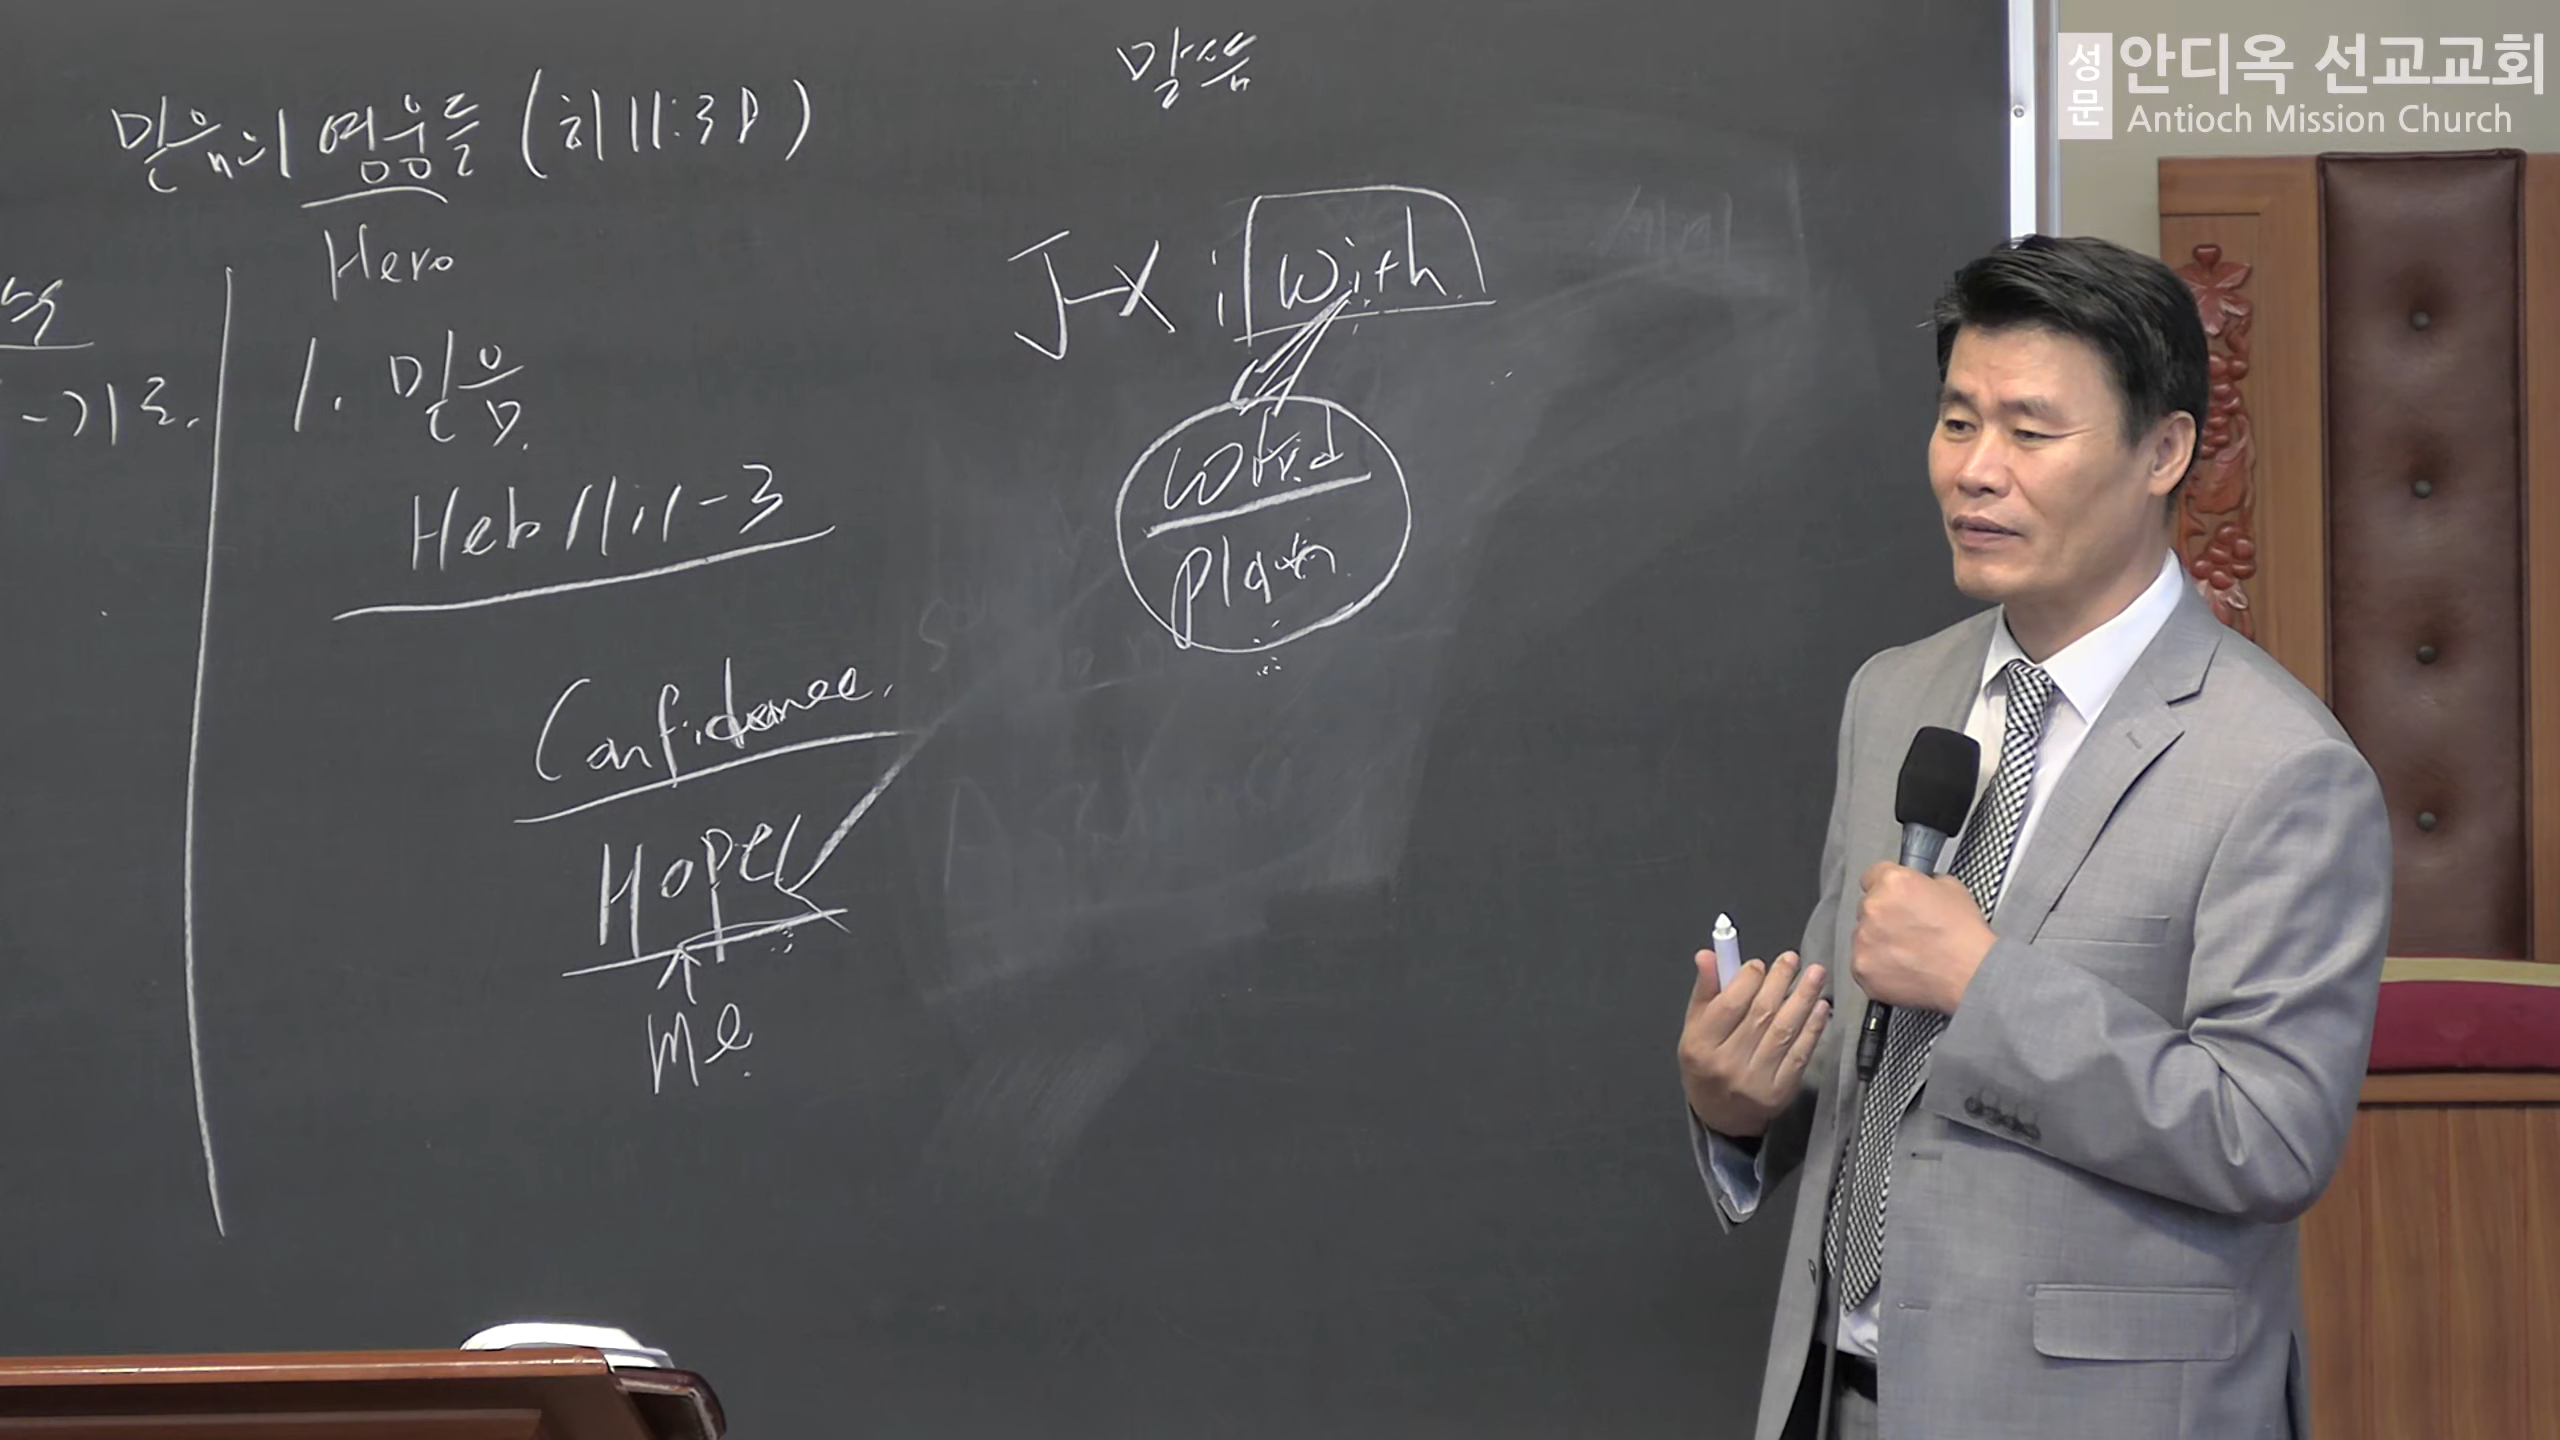 말씀
믿음의 영웅들 (히 11:38)
Hero
1. 믿음.
Heb 11:1-3
Confidence.
Hope
me.
J-X : with
Word
Plan
-기로.
성문
안디옥 선교교회
Antioch Mission Church